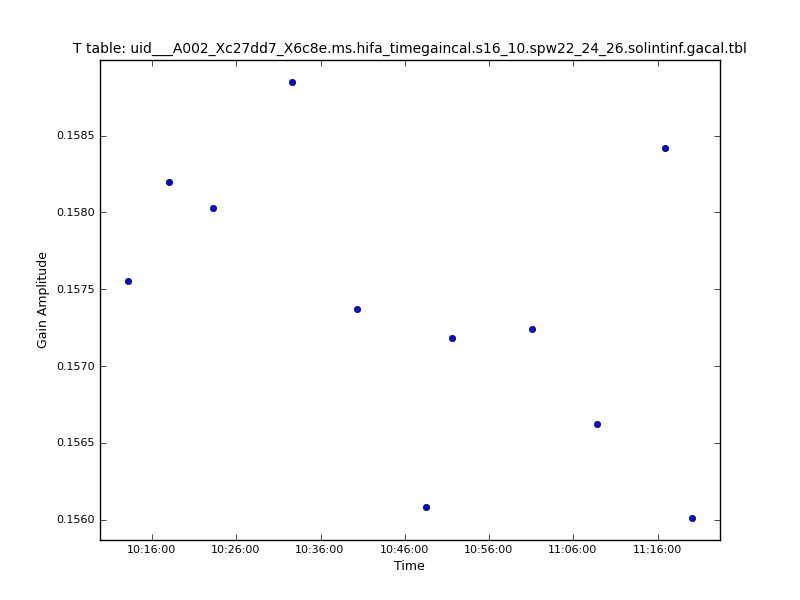 T table: uid___A002_Xc27dd7_X6c8e.ms.hifa_timegaincal.s16_10.spw22_24_26.solintinf.gacal.tbl
0.1585
0.1580
0.1575
0.1570
0.1565
0.1560
Gain Amplitude
10:16:00 10:26:00 10:36:00 10:46:00 10:56:00 11:06:00 11:16:00
Time